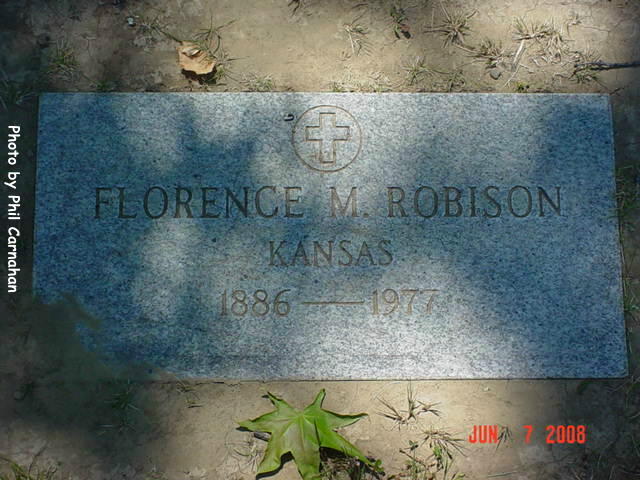 FLORENCE M. ROBISON
KANSAS
1886 — 1977
Photo by Phil Carnahan
JUN 7 2008